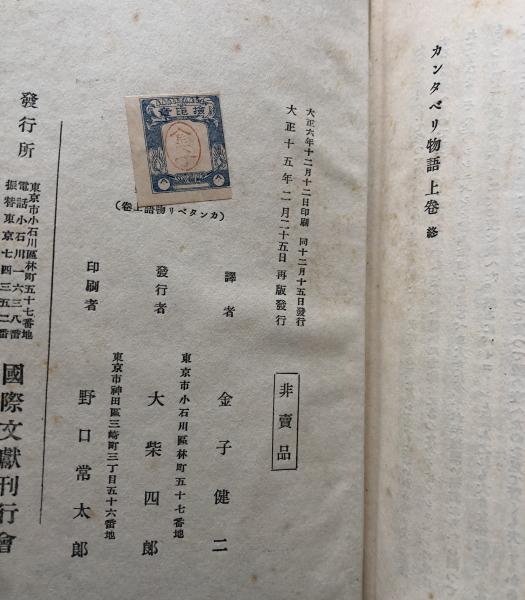 カンタベリ物語上卷 終
大正六年十二月十二日印刷 同十二月十五日發行
大正十五年二月二十五日再版發行
非賣品
(カンタベリ物語上卷)
譯者 金子健二
東京市小石川區林町五十七番地
發行者 大柴四郎
東京市神田區三崎町三丁目五十六番地
印刷者 野口常太郎
發行所
東京市小石川區林町五十七番地
電話小石川一六三八番
振替東京七四三五二番
國際文獻刊行會
金子